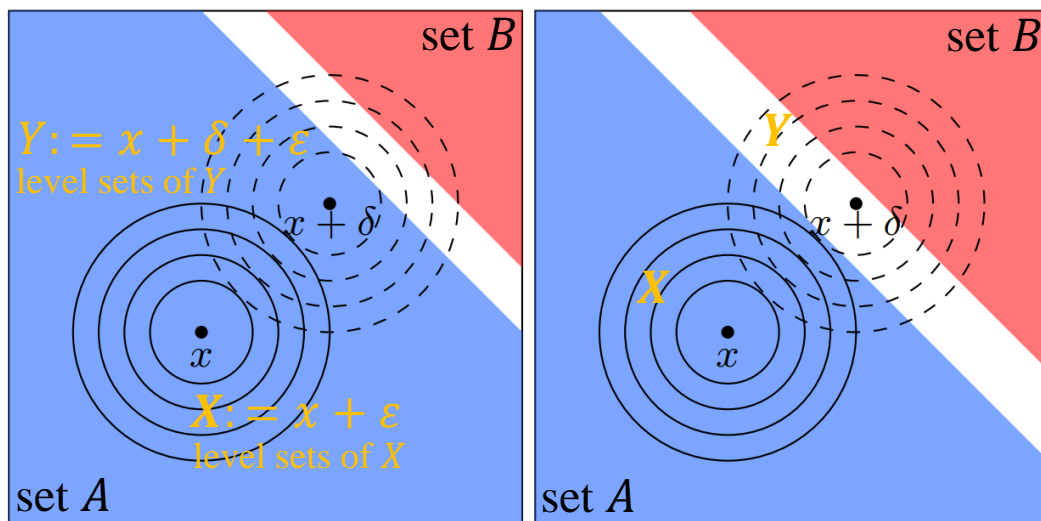 set B
Y: = x + δ + ε
level sets of Y
x + δ
x
X: = x + ε
level sets of X
set A
set B
Y
x + δ
X
x
set A